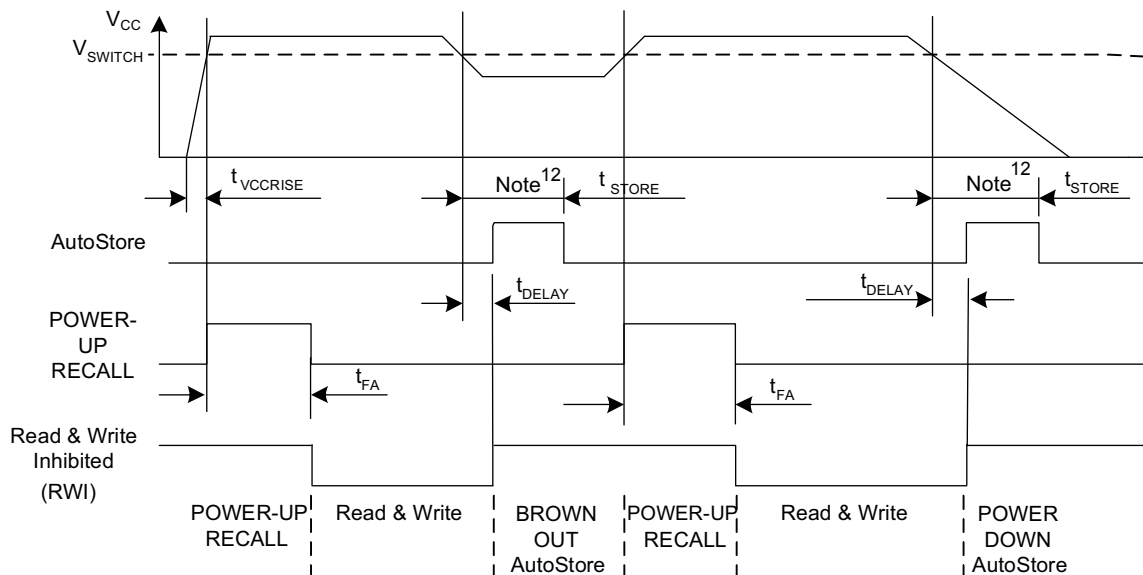 VCC
VSWITCH
tVCCRISE
Note12
tSTORE
Note12
tSTORE
AutoStore
tDELAY
tDELAY
POWER-
UP
RECALL
tFA
tFA
Read & Write
Inhibited
(RWI)
POWER-UP
RECALL
Read & Write
BROWN
OUT
AutoStore
POWER-UP
RECALL
Read & Write
POWER
DOWN
AutoStore